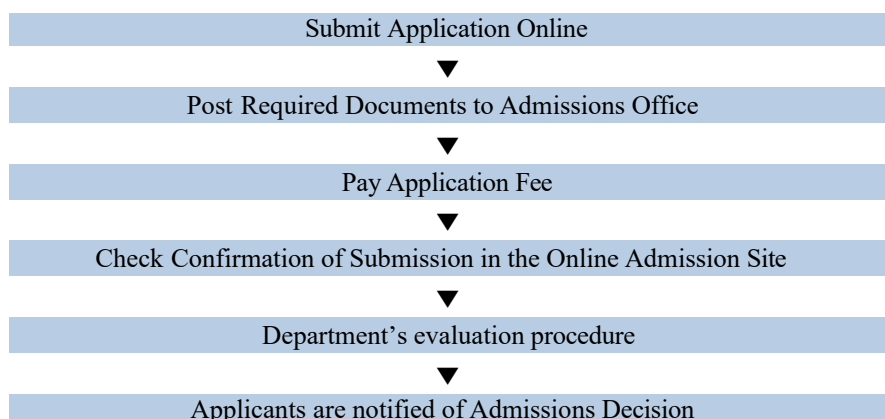 Submit Application Online
Post Required Documents to Admissions Office
Pay Application Fee
Check Confirmation of Submission in the Online Admission Site
Department’s evaluation procedure
Applicants are notified of Admissions Decision